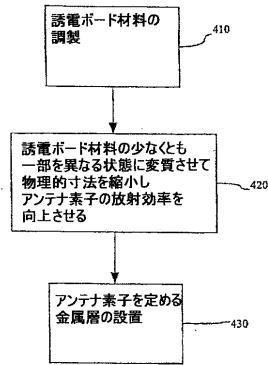 誘電ボード材料の
調製
410
誘電ボード材料の少なくとも
一部を異なる状態に変質させて
物理的寸法を縮小し
アンテナ素子の放射効率を
向上させる
420
アンテナ素子を定める
金属層の設置
430